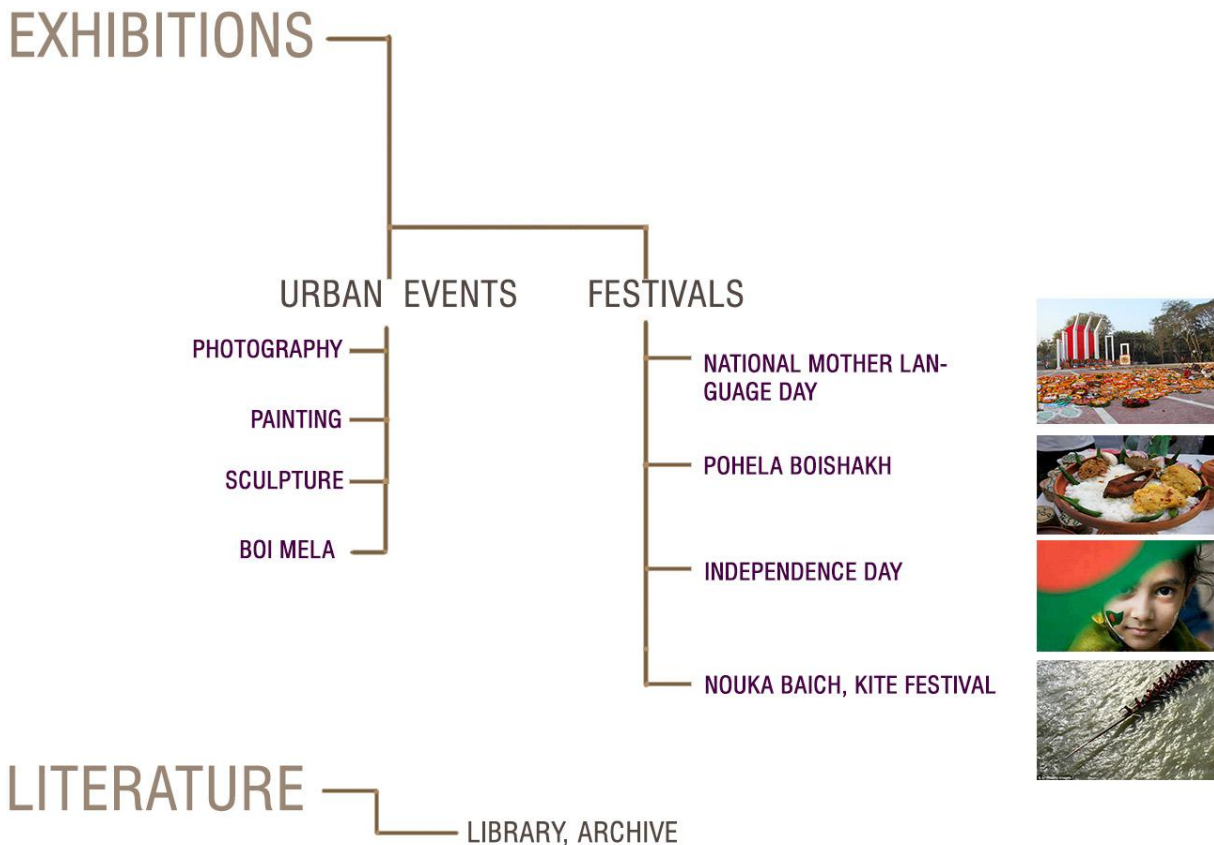 EXHIBITIONS
URBAN EVENTS
PHOTOGRAPHY
PAINTING
SCULPTURE
BOI MELA
FESTIVALS
NATIONAL MOTHER LAN-
GUAGE DAY
POHELA BOISHAKH
INDEPENDENCE DAY
NOUKA BAICH, KITE FESTIVAL
LITERATURE
LIBRARY, ARCHIVE